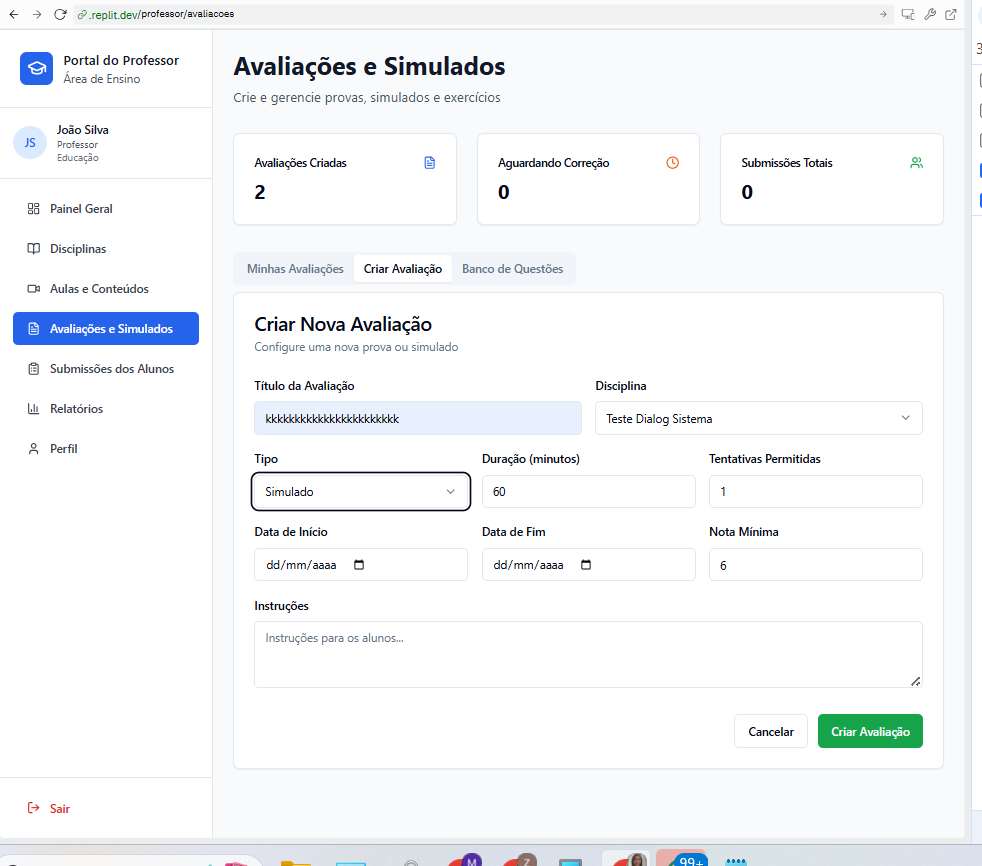 .replit.dev/professor/avaliacoes
Portal do Professor
Área de Ensino
JS
João Silva
Professor
Educação
Painel Geral
Disciplinas
Aulas e Conteúdos
Avaliações e Simulados
Submissões dos Alunos
Relatórios
Perfil
Sair
Avaliações e Simulados
Crie e gerencie provas, simulados e exercícios
Avaliações Criadas
2
Aguardando Correção
0
Submissões Totais
0
Minhas Avaliações Criar Avaliação Banco de Questões
Criar Nova Avaliação
Configure uma nova prova ou simulado
Título da Avaliação Disciplina
kkkkkkkkkkkkkkkkkkkkkkk Teste Dialog Sistema
Tipo Duração (minutos) Tentativas Permitidas
Simulado 60 1
Data de Início Data de Fim Nota Mínima
dd/mm/aaaa dd/mm/aaaa 6
Instruções
Instruções para os alunos...
Cancelar Criar Avaliação
M Z 99+